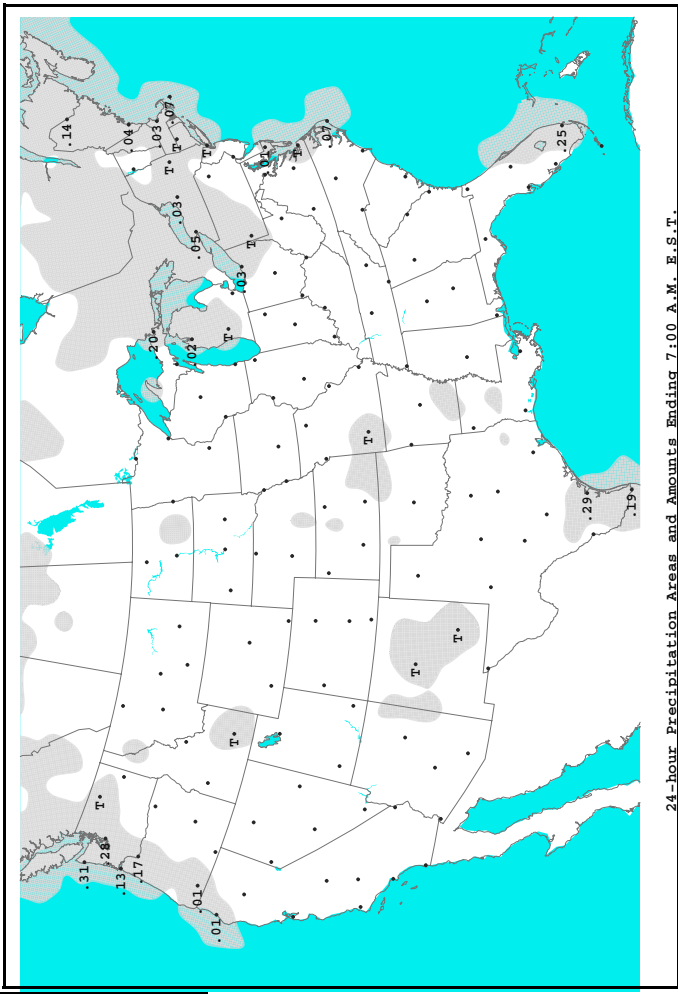 .14
.31
T
.28
.13
.04
.17
.20
.03
.07
T
T
.03
.02
.05
.01
T
.01
T
T
.03
T
.01
T
.07
T
T
T
.25
.29
.19
24-hour Precipitation Areas and Amounts Ending 7:00 A.M. E.S.T.